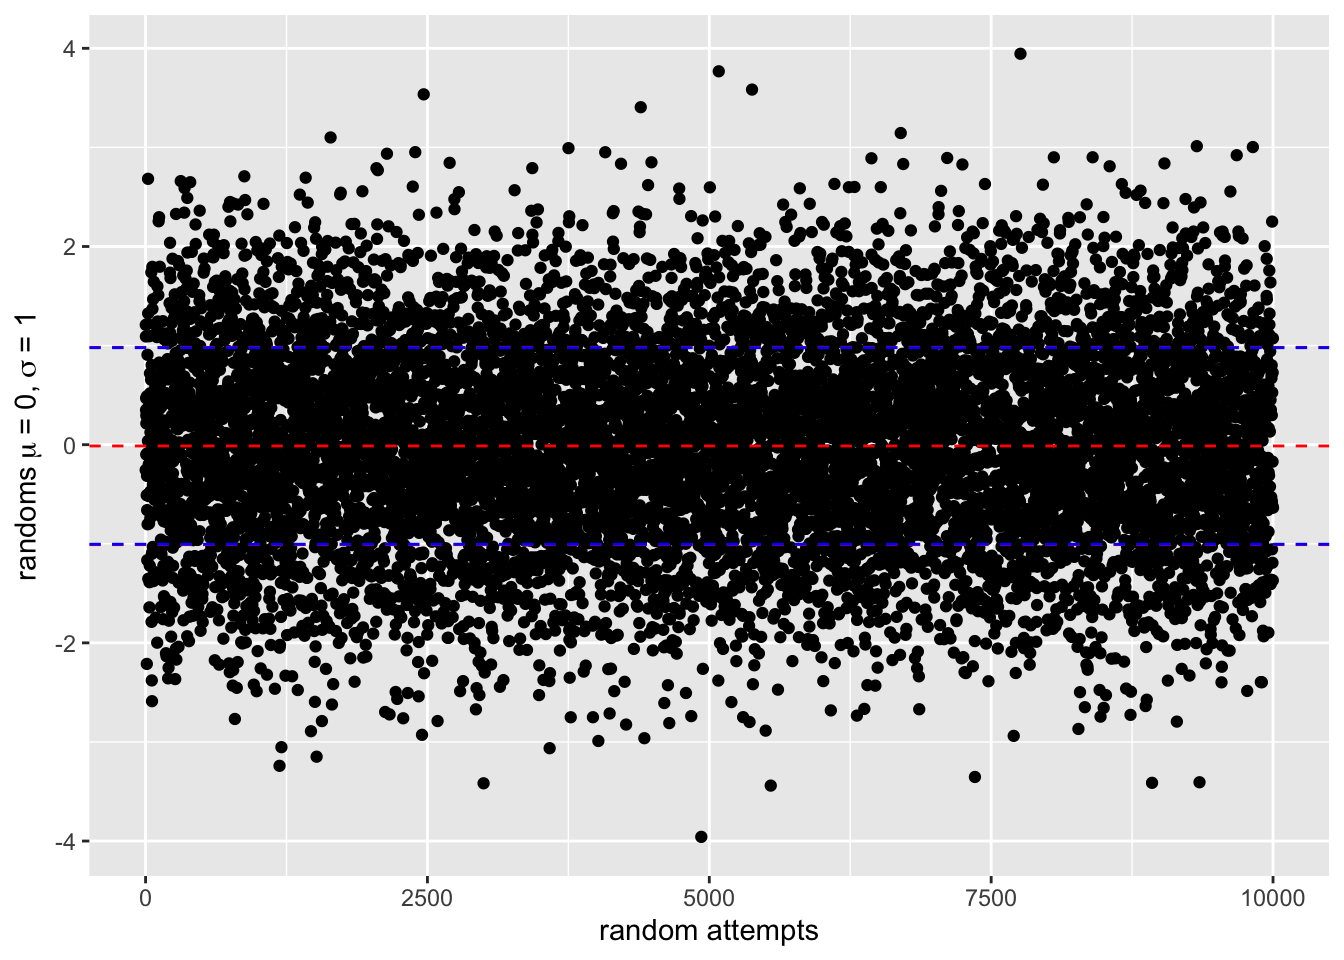 4
2
0
-2
-4
randoms μ = 0, σ = 1
0 2500 5000 7500 10000
random attempts